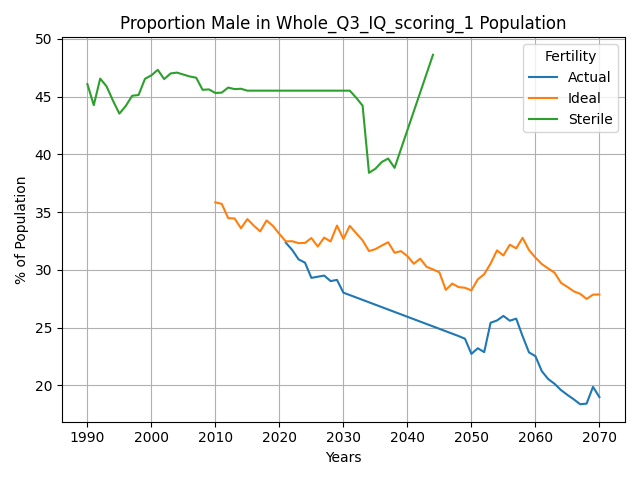 Proportion Male in Whole_Q3_IQ_scoring_1 Population
% of Population
50
45
40
35
30
25
20
Fertility
Actual
Ideal
Sterile
1990 2000 2010 2020 2030 2040 2050 2060 2070
Years